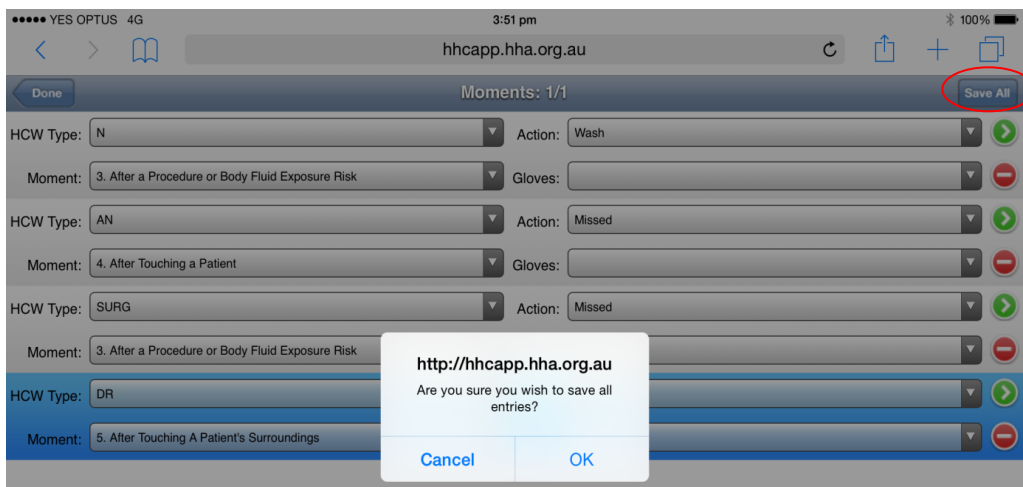 YES OPTUS 4G 3:51 pm 100%
hhcapp.hha.org.au
Done Moments: 1/1 Save All
HCW Type: N Action: Wash
Moment: 3. After a Procedure or Body Fluid Exposure Risk Gloves:
HCW Type: AN Action: Missed
Moment: 4. After Touching a Patient Gloves:
HCW Type: SURG Action: Missed
Moment: 3. After a Procedure or Body Fluid Exposure Risk
HCW Type: DR
Moment: 5. After Touching A Patient's Surroundings
http://hhcapp.hha.org.au
Are you sure you wish to save all
entries?
Cancel OK